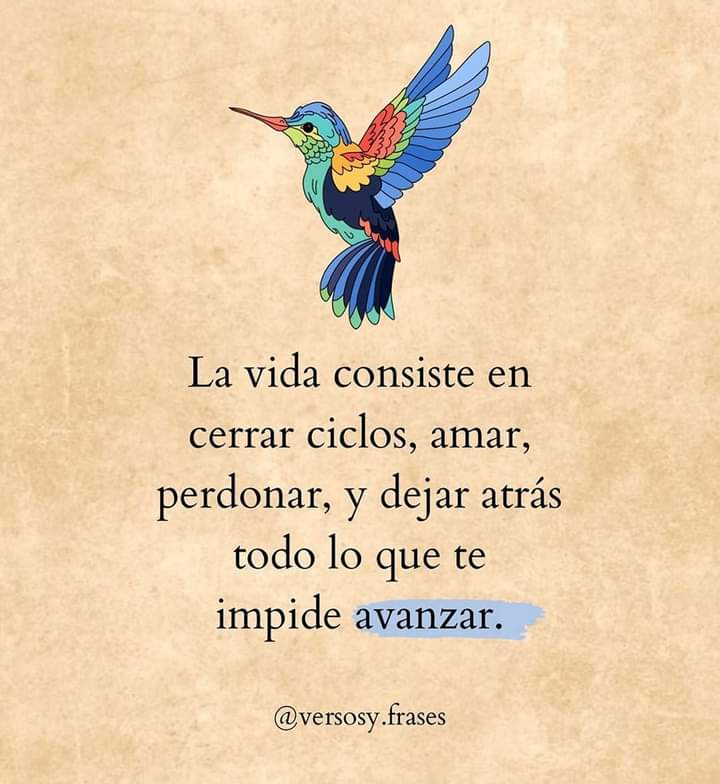 La vida consiste en
cerrar ciclos, amar,
perdonar, y dejar atrás
todo lo que te
impide avanzar.
@versosy.frases